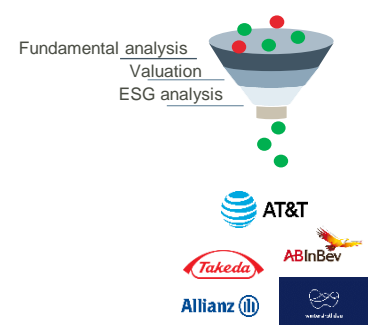 Fundamental analysis
Valuation
ESG analysis
AT&T
ABInBev
Takeda
Allianz